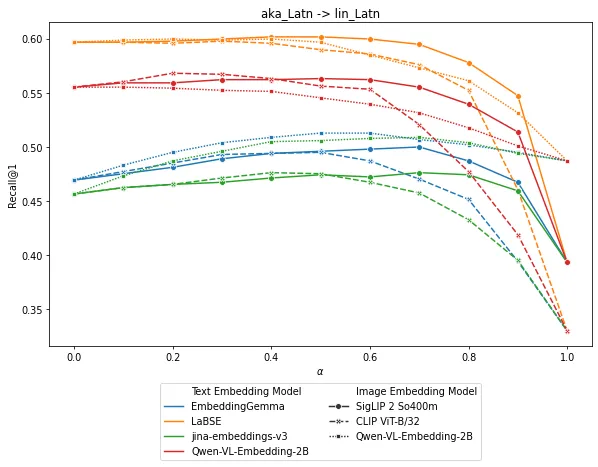 aka_Latn -> lin_Latn
0.60
0.55
0.50
0.45
0.40
0.35
Recall@1
0.0 0.2 0.4 0.6 0.8 1.0
α
Text Embedding Model
EmbeddingGemma
LaBSE
jina-embeddings-v3
Qwen-VL-Embedding-2B
Image Embedding Model
SigLIP 2 So400m
CLIP ViT-B/32
Qwen-VL-Embedding-2B